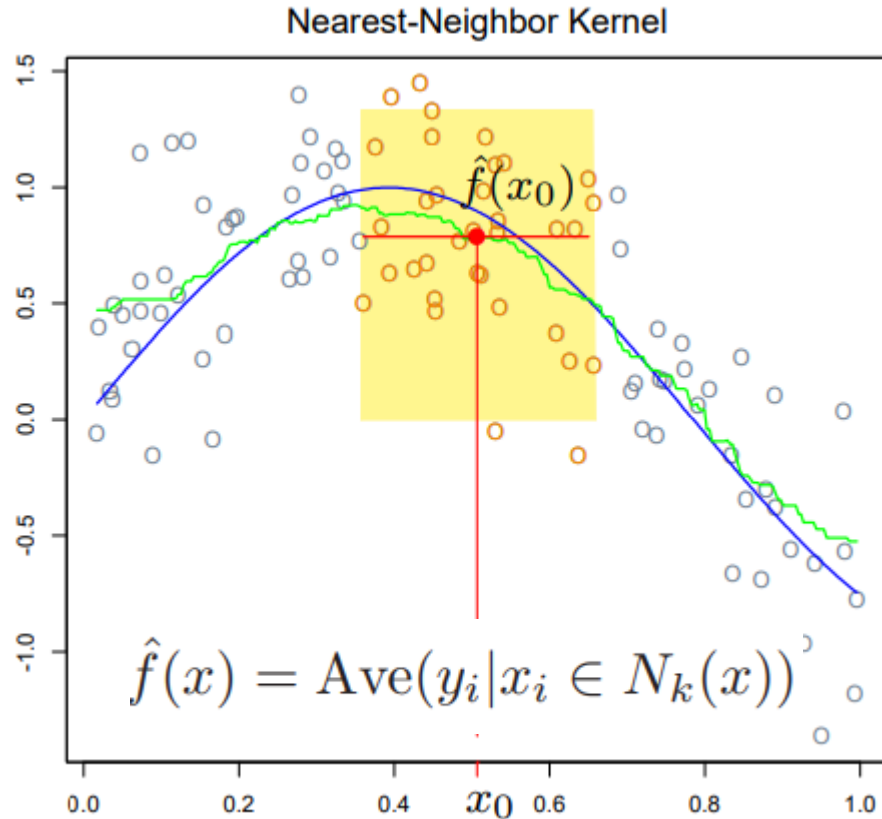 Nearest-Neighbor Kernel
1.5
1.0
0.5
0.0
-0.5
-1.0
f̂(x₀)
f̂(x) = Ave(yᵢ|xᵢ ∈ Nₖ(x))
0.0 0.2 0.4 x₀ 0.6 0.8 1.0